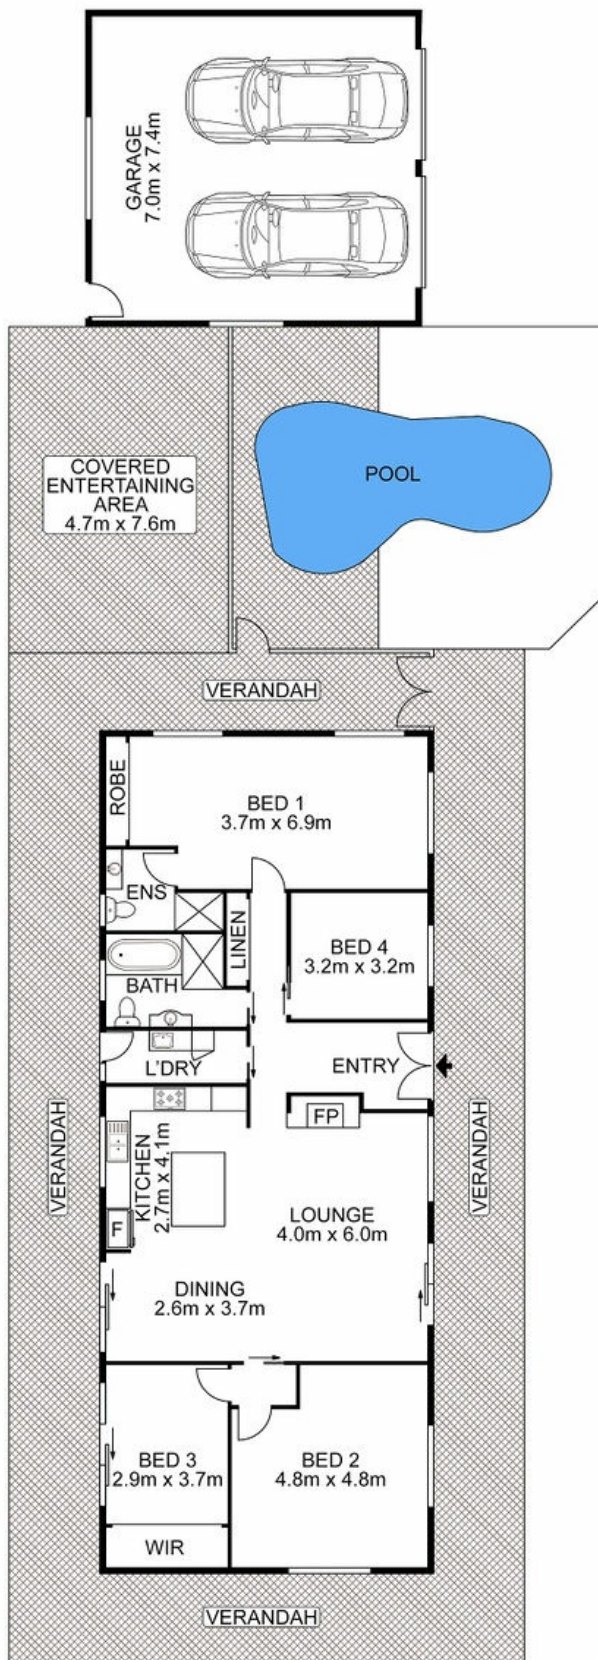 GARAGE
7.0m x 7.4m
COVERED
ENTERTAINING
AREA
4.7m x 7.6m
POOL
VERANDAH
ROBE
BED 1
3.7m x 6.9m
ENS
LINEN
BED 4
3.2m x 3.2m
BATH
L'DRY
ENTRY
VERANDAH
FP
VERANDAH
KITCHEN
2.7m x 4.1m
F
LOUNGE
4.0m x 6.0m
DINING
2.6m x 3.7m
BED 3
2.9m x 3.7m
BED 2
4.8m x 4.8m
WIR
VERANDAH